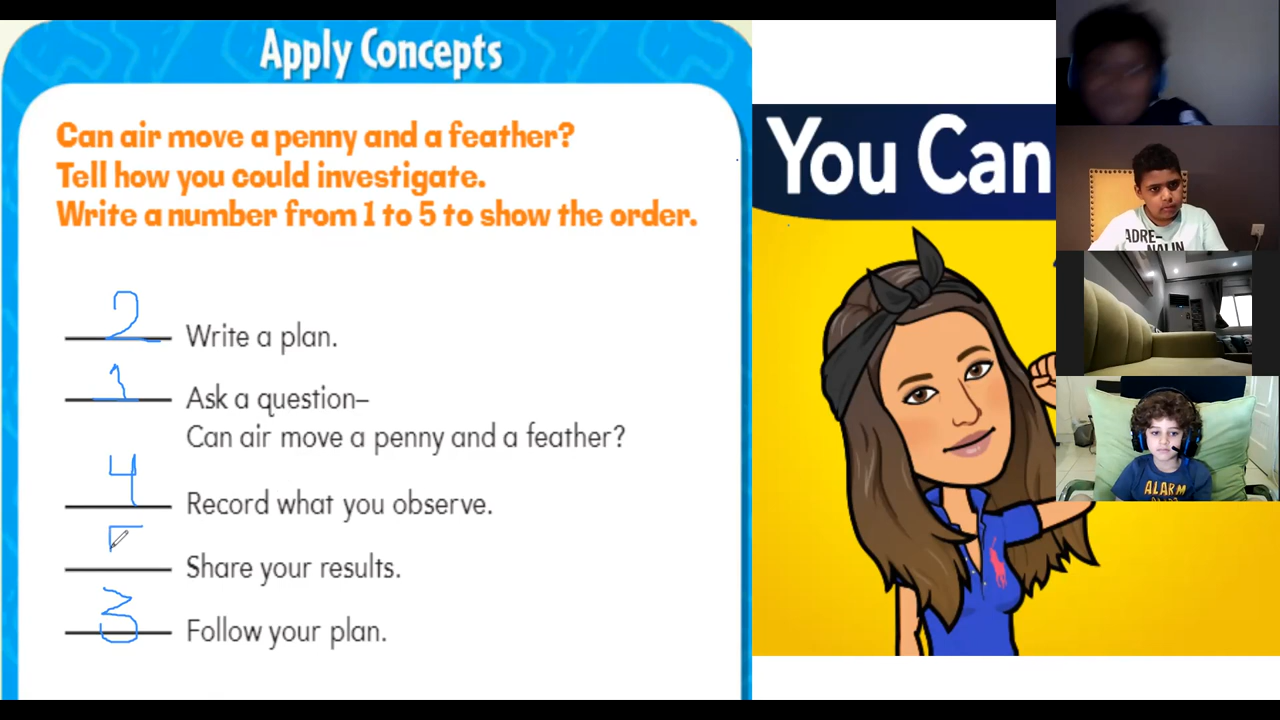 Apply Concepts
Can air move a penny and a feather?
Tell how you could investigate.
Write a number from 1 to 5 to show the order.
2 Write a plan.
1 Ask a question–
Can air move a penny and a feather?
4 Record what you observe.
Share your results.
3 Follow your plan.
You Can
ADRE–
NALIN
ALARM